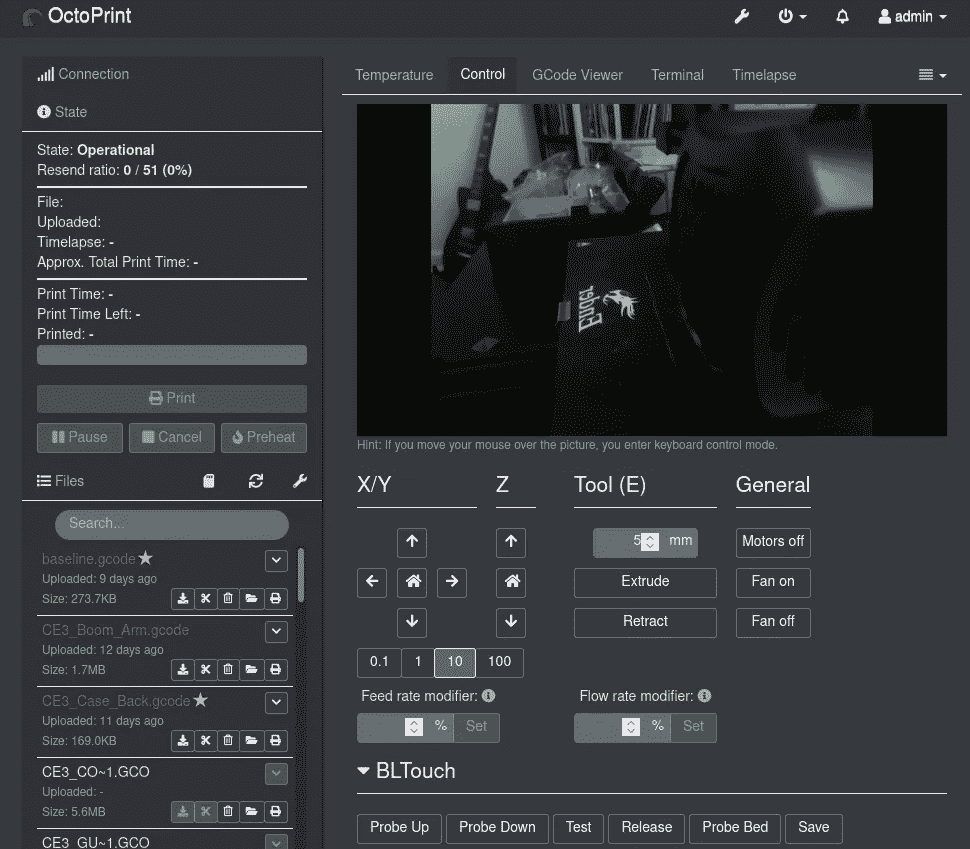 OctoPrint
admin
Connection
State
State: Operational
Resend ratio: 0 / 51 (0%)
File:
Uploaded:
Timelapse: -
Approx. Total Print Time: -
Print Time: -
Print Time Left: -
Printed: -
Print
Pause Cancel Preheat
Files
Search...
baseline.gcode
Uploaded: 9 days ago
Size: 273.7KB
CE3_Boom_Arm.gcode
Uploaded: 12 days ago
Size: 1.7MB
CE3_Case_Back.gcode
Uploaded: 11 days ago
Size: 169.0KB
CE3_CO~1.GCO
Uploaded: -
Size: 5.6MB
CE3_GU~1.GCO
Temperature Control GCode Viewer Terminal Timelapse
Hint: If you move your mouse over the picture, you enter keyboard control mode.
X/Y Z Tool (E) General
5 mm Motors off
Extrude Fan on
Retract Fan off
0.1 1 10 100
Feed rate modifier: Flow rate modifier:
% Set % Set
BLTouch
Probe Up Probe Down Test Release Probe Bed Save